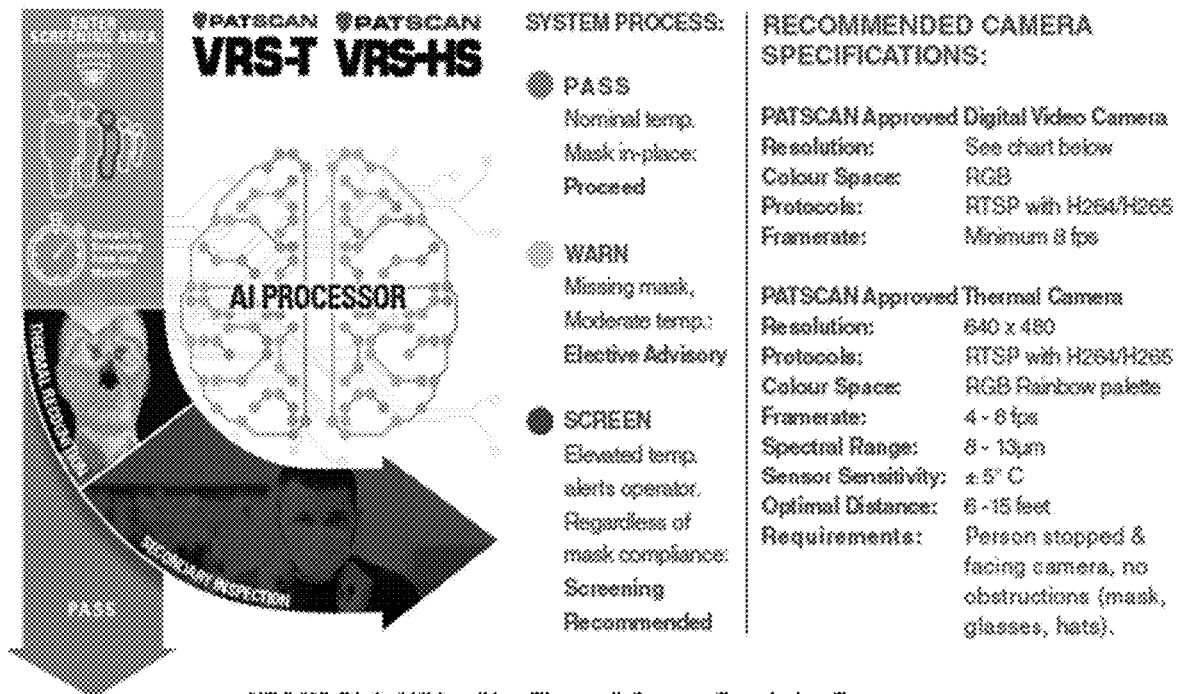 PATSCAN PATSCAN
VRS-T VRS-HS
AI PROCESSOR
SECONDARY INSPECTION
PASS
SYSTEM PROCESS:
PASS
Nominal temp.
Mask in-place:
Proceed
WARN
Missing mask,
Moderate temp.:
Elective Advisory
SCREEN
Elevated temp.
alerts operator.
Regardless of
mask compliance:
Screening
Recommended
RECOMMENDED CAMERA
SPECIFICATIONS:
PATSCAN Approved Digital Video Camera
Resolution: See chart below
Colour Space: RGB
Protocols: RTSP with H264/H265
Framerate: Minimum 8 fps
PATSCAN Approved Thermal Camera
Resolution: 640 x 480
Protocols: RTSP with H264/H265
Colour Space: RGB Rainbow palette
Framerate: 4 - 8 fps
Spectral Range: 8 - 13µm
Sensor Sensitivity: ±.5° C
Optimal Distance: 6 -15 feet
Requirements: Person stopped &
facing camera, no
obstructions (mask,
glasses, hats).